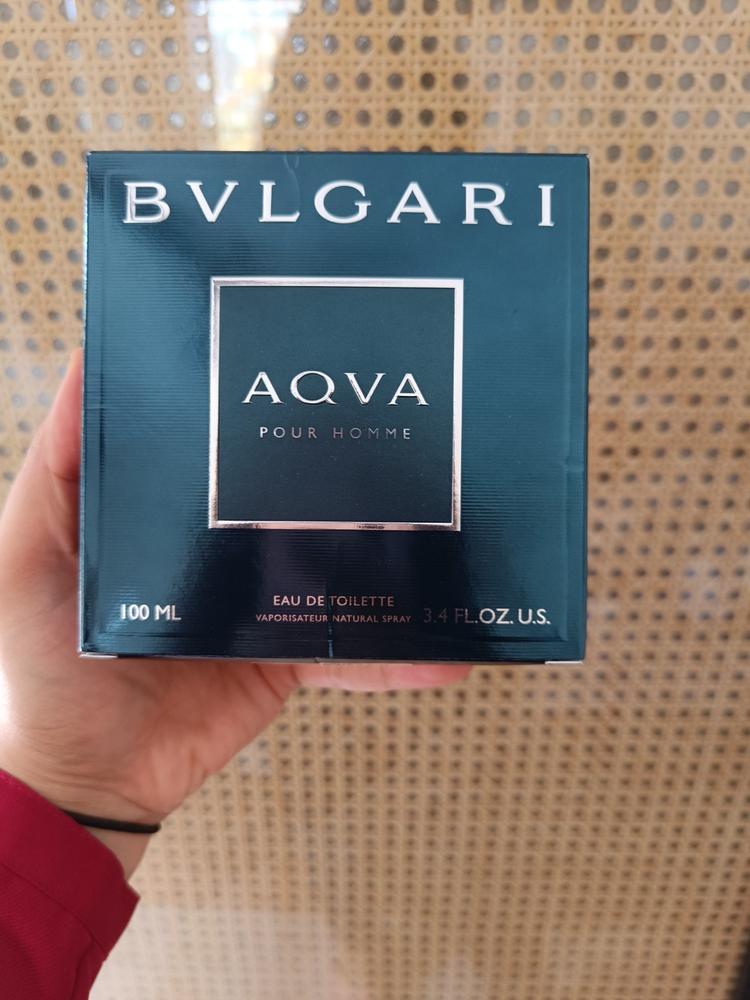 BVLGARI
AQVA
POUR HOMME
EAU DE TOILETTE
100 ML VAPORISATEUR NATURAL SPRAY 3.4 FL.OZ. U.S.